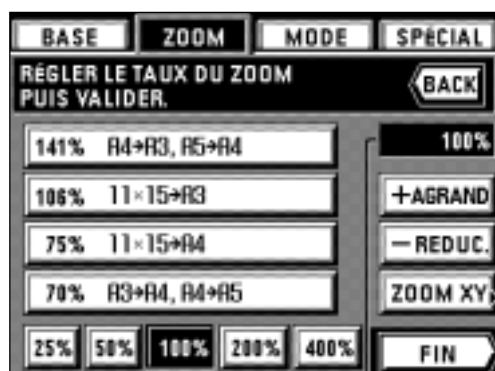 BASE ZOOM MODE SPÉCIAL
RÉGLER LE TAUX DU ZOOM
PUIS VALIDER.
BACK
141% A4→A3, A5→A4
100%
106% 11×15→A3
+AGRAND
75% 11×15→A4
−REDUC.
70% A3→A4, A4→A5
ZOOM XY
25% 50% 100% 200% 400%
FIN